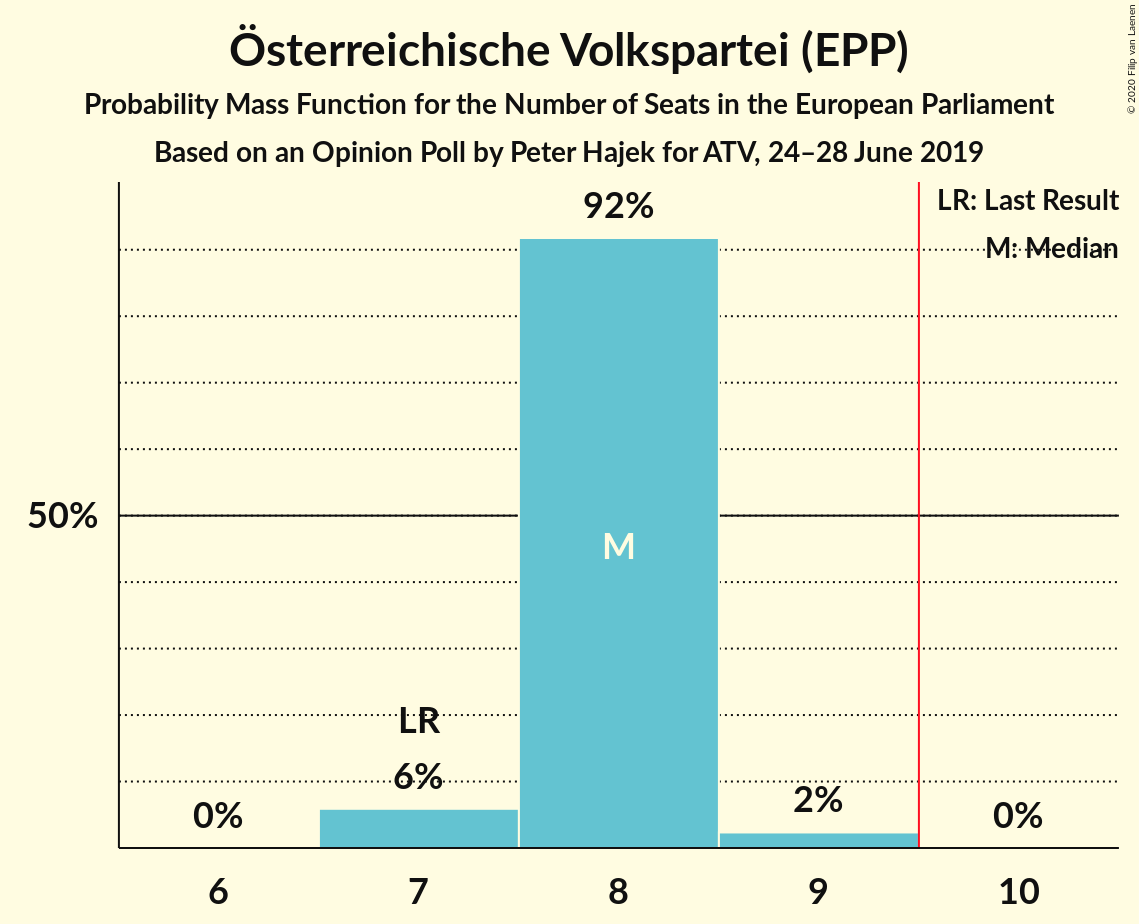 Österreichische Volkspartei (EPP)
Probability Mass Function for the Number of Seats in the European Parliament
Based on an Opinion Poll by Peter Hajek for ATV, 24–28 June 2019
© 2020 Filip van Laenen
LR: Last Result
M: Median
92%
50%
M
LR
6%
0%
2%
0%
6
7
8
9
10